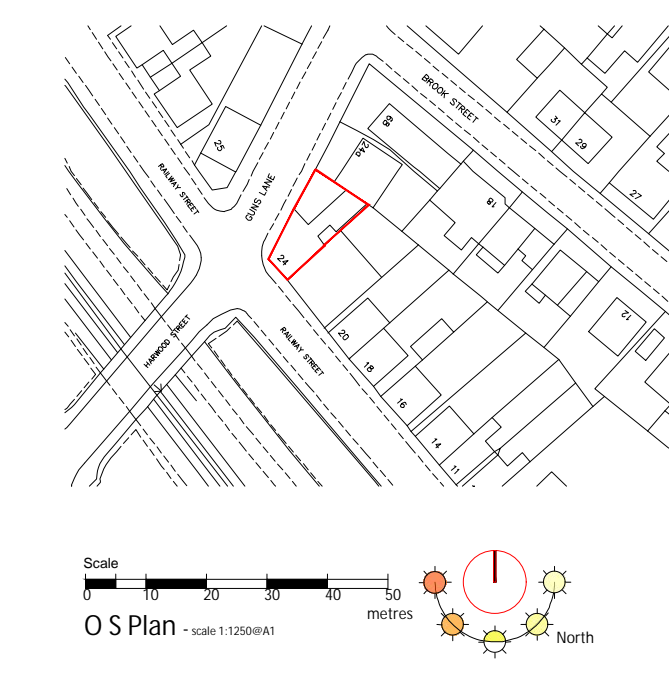 BROOK STREET
68
31
29
25
24a
RAILWAY STREET
GUNS LANE
27
18
24
12
HARWOOD STREET
RAILWAY STREET
20
18
16
14
11
Scale
0 10 20 30 40 50
metres
O S Plan - scale 1:1250@A1
North